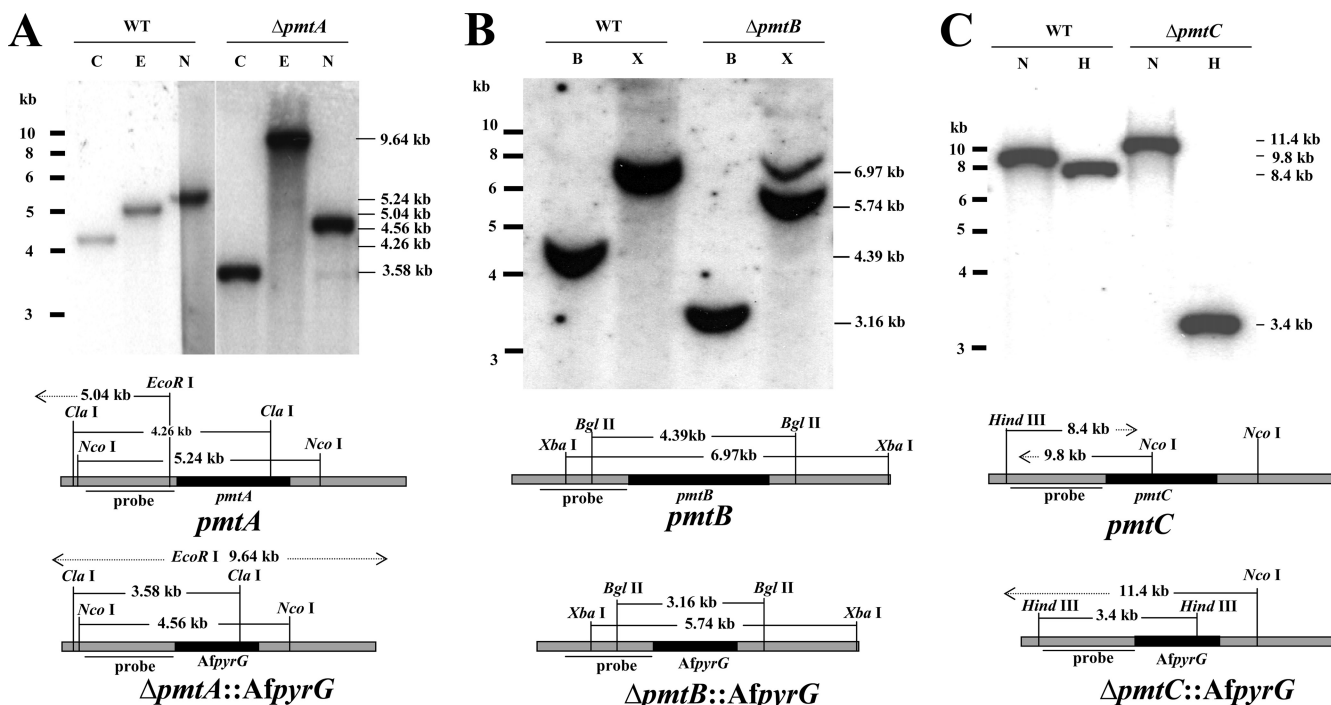 A
WT
ΔpmtA
C E N C E N
kb
10
8
6
5
4
3
9.64 kb
5.24 kb
5.04 kb
4.56 kb
4.26 kb
3.58 kb
EcoR I
5.04 kb
Cla I
Cla I
4.26 kb
Nco I
Nco I
5.24 kb
probe
pmtA
pmtA
EcoR I 9.64 kb
Cla I
Cla I
3.58 kb
Nco I
Nco I
4.56 kb
probe
AfpyrG
ΔpmtA::AfpyrG
B
WT
ΔpmtB
B X B X
kb
10
8
6
5
4
3
6.97 kb
5.74 kb
4.39 kb
3.16 kb
Bgl II
Bgl II
4.39kb
Xba I
Xba I
6.97kb
probe
pmtB
pmtB
Bgl II
Bgl II
3.16 kb
Xba I
Xba I
5.74 kb
probe
AfpyrG
ΔpmtB::AfpyrG
C
WT
ΔpmtC
N H N H
kb
10
8
6
5
4
3
11.4 kb
9.8 kb
8.4 kb
3.4 kb
Hind III
8.4 kb
Nco I
Nco I
9.8 kb
probe
pmtC
pmtC
Nco I
11.4 kb
Hind III
Hind III
3.4 kb
probe
AfpyrG
ΔpmtC::AfpyrG